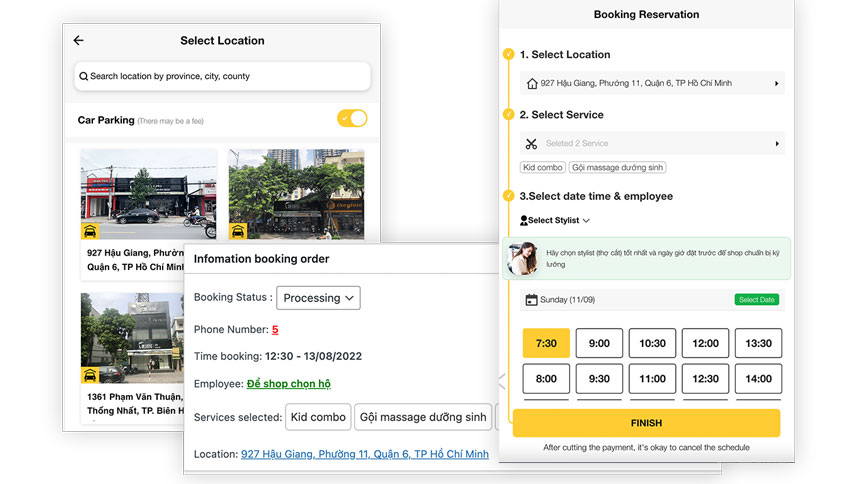 Select Location
Search location by province, city, county
Car Parking (There may be a fee)
927 Hậu Giang, Phườn
Quận 6, TP Hồ Chí Min
1361 Phạm Văn Thuận,
Thống Nhất, TP. Biên H
Infomation booking order
Booking Status : Processing
Phone Number: 5
Time booking: 12:30 - 13/08/2022
Employee: Để shop chọn hộ
Services selected: Kid combo Gội massage dưỡng sinh
Location: 927 Hậu Giang, Phường 11, Quận 6, TP Hồ Chí Minh
Booking Reservation
1. Select Location
927 Hậu Giang, Phường 11, Quận 6, TP Hồ Chí Minh
2. Select Service
Seleted 2 Service
Kid combo Gội massage dưỡng sinh
3.Select date time & employee
Select Stylist
Hãy chọn stylist (thợ cắt) tốt nhất và ngày giờ đặt trước để shop chuẩn bị kỹ
lưỡng
Sunday (11/09) Select Date
7:30 9:00 10:30 12:00 13:30
8:00 9:30 11:00 12:30 14:00
FINISH
After cutting the payment, it's okay to cancel the schedule